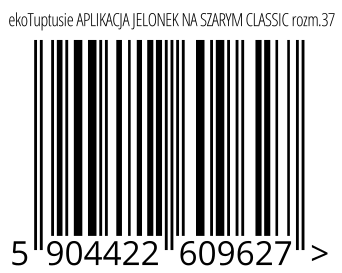 ekoTuptusie APLIKACJA JELONEK NA SZARYM CLASSIC rozm.37
5 904422 609627 >